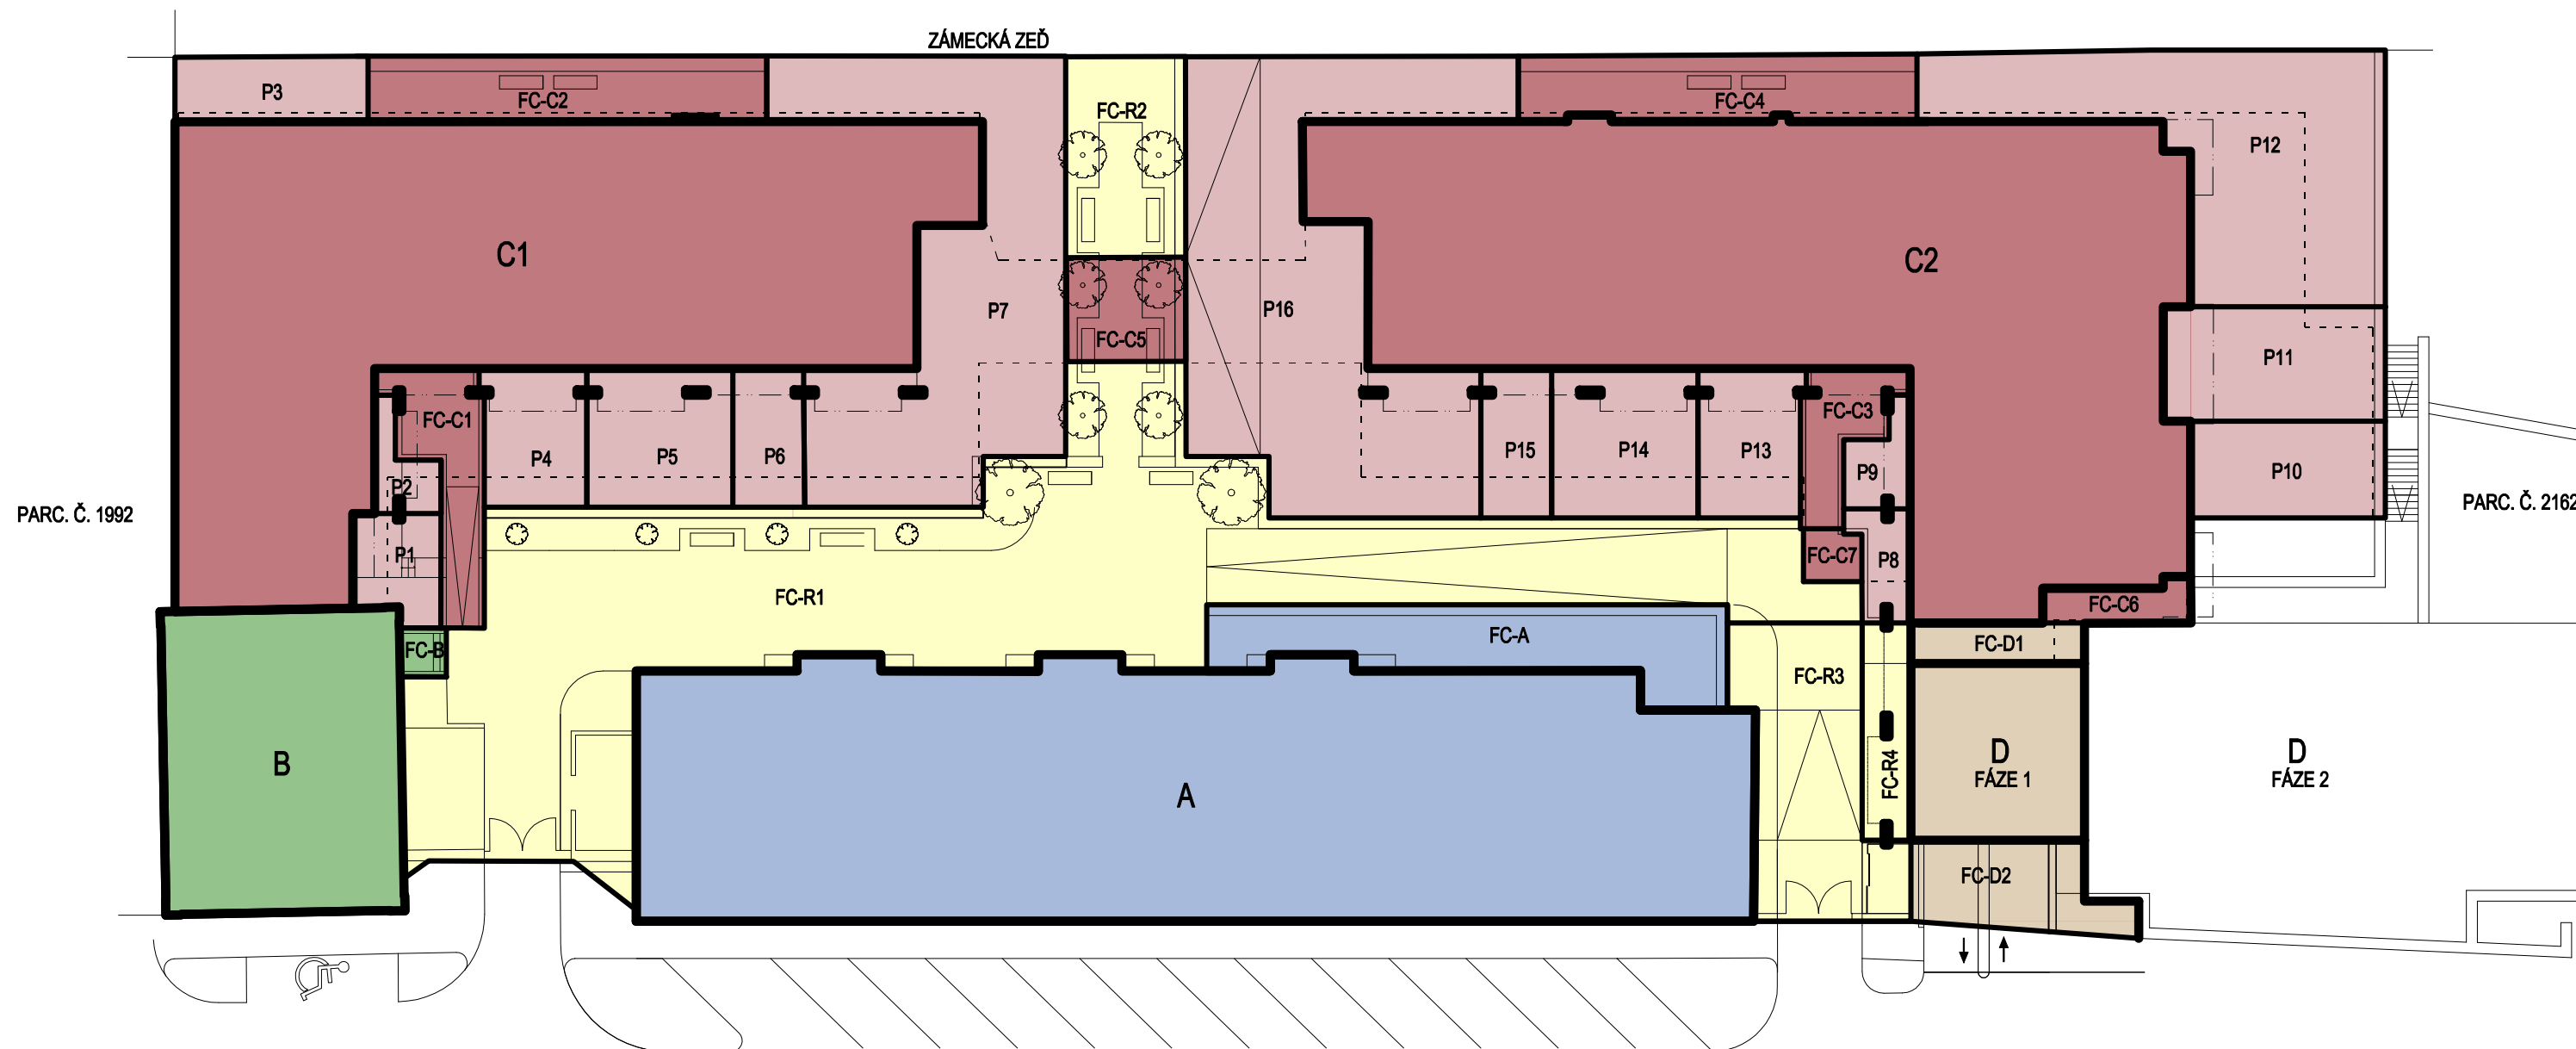 ZÁMECKÁ ZEĎ
P3
FC-C2
FC-R2
FC-C4
P12
C1
C2
P7
P16
FC-C5
P11
FC-C1
FC-C3
P4
P5
P6
P15
P14
P13
P9
P10
P2
PARC. Č. 1992
PARC. Č. 2162
P1
FC-C7
P8
FC-R1
FC-C6
FC-A
FC-B
FC-D1
FC-R3
B
A
FC-R4
D
FÁZE 1
D
FÁZE 2
FC-D2